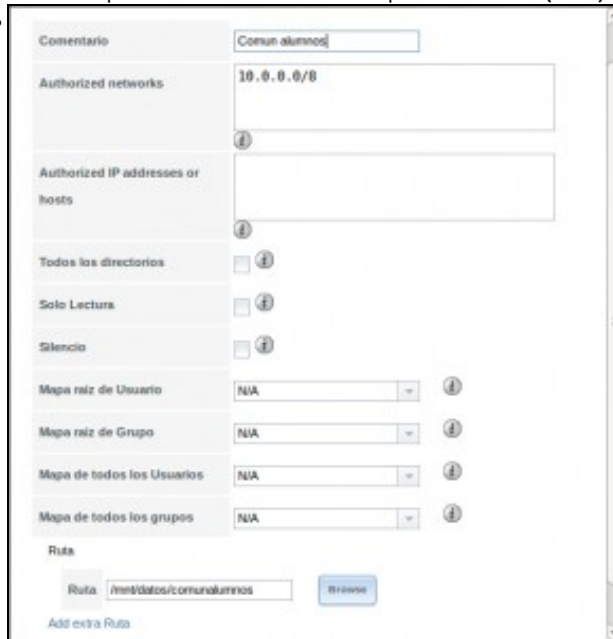 Comentario
Comun alumnos
Authorized networks
10.0.0.0/8
Authorized IP addresses or
hosts
Todos los directorios
Solo Lectura
Silencio
Mapa raiz de Usuario
N/A
Mapa raiz de Grupo
N/A
Mapa de todos los Usuarios
N/A
Mapa de todos los grupos
N/A
Ruta
Ruta /mnt/datos/comunalumnos Browse
Add extra Ruta